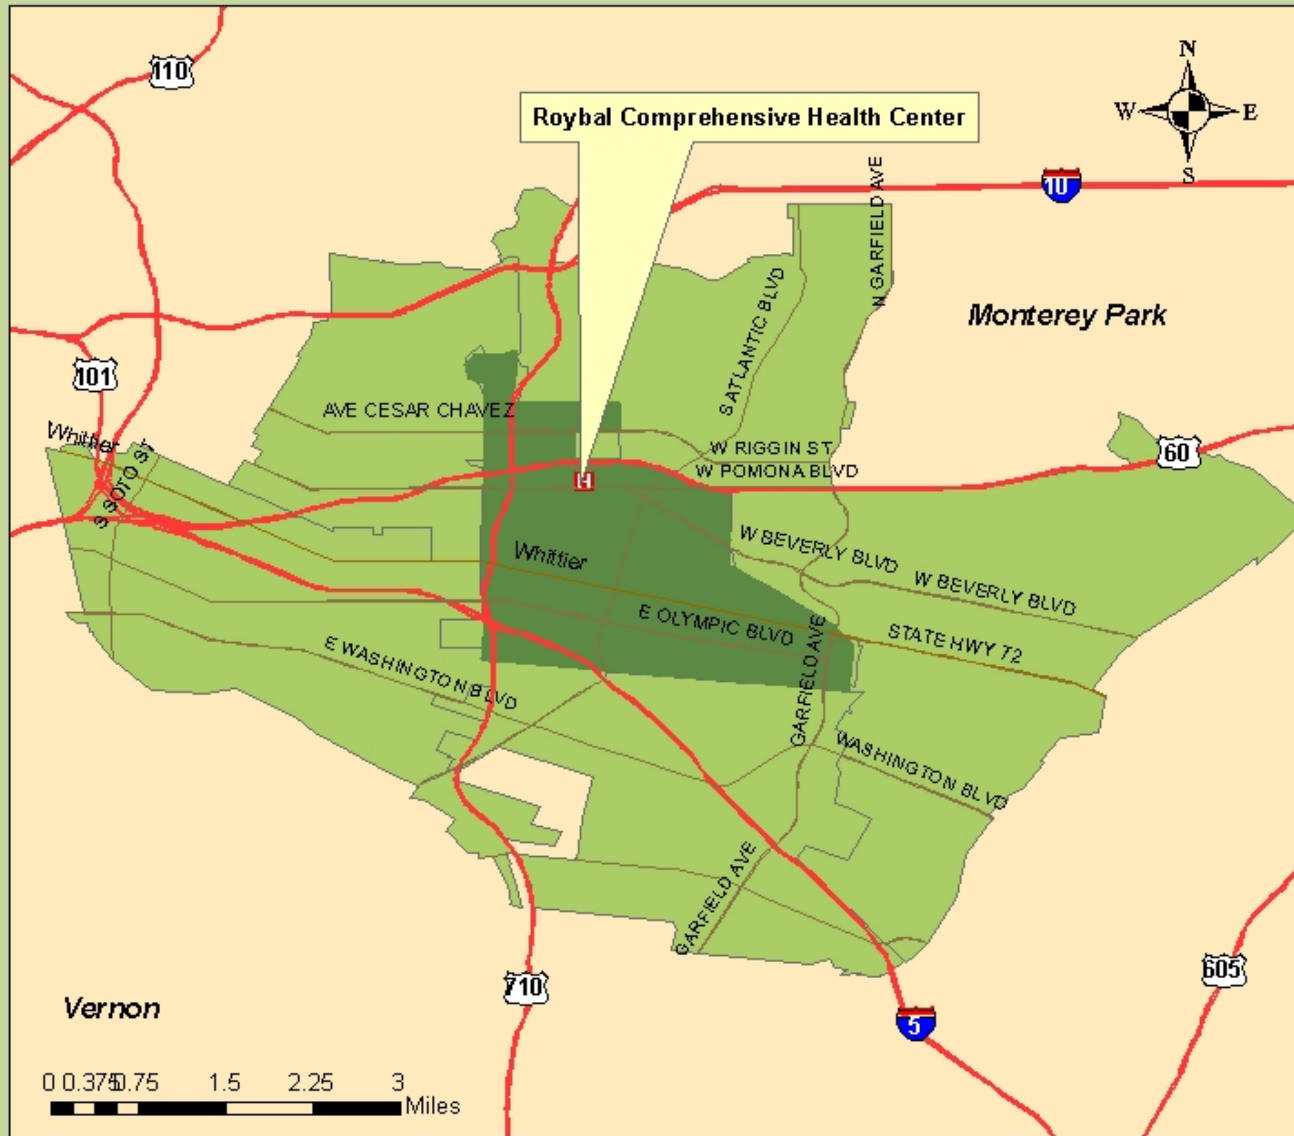 110
N
Roybal Comprehensive Health Center
W
E
S
10
N GARFIELD AVE
S ATLANTIC BLVD
Monterey Park
101
AVE CESAR CHAVEZ
Whittier
S SOTO ST
W RIGGIN ST
W POMONA BLVD
60
H
Whittier
W BEVERLY BLVD
W BEVERLY BLVD
E OLYMPIC BLVD
STATE HWY 72
E WASHINGTON BLVD
GARFIELD AVE
WASHINGTON BLVD
GARFIELD AVE
605
710
Vernon
5
0 0.375 0.75 1.5 2.25 3
Miles